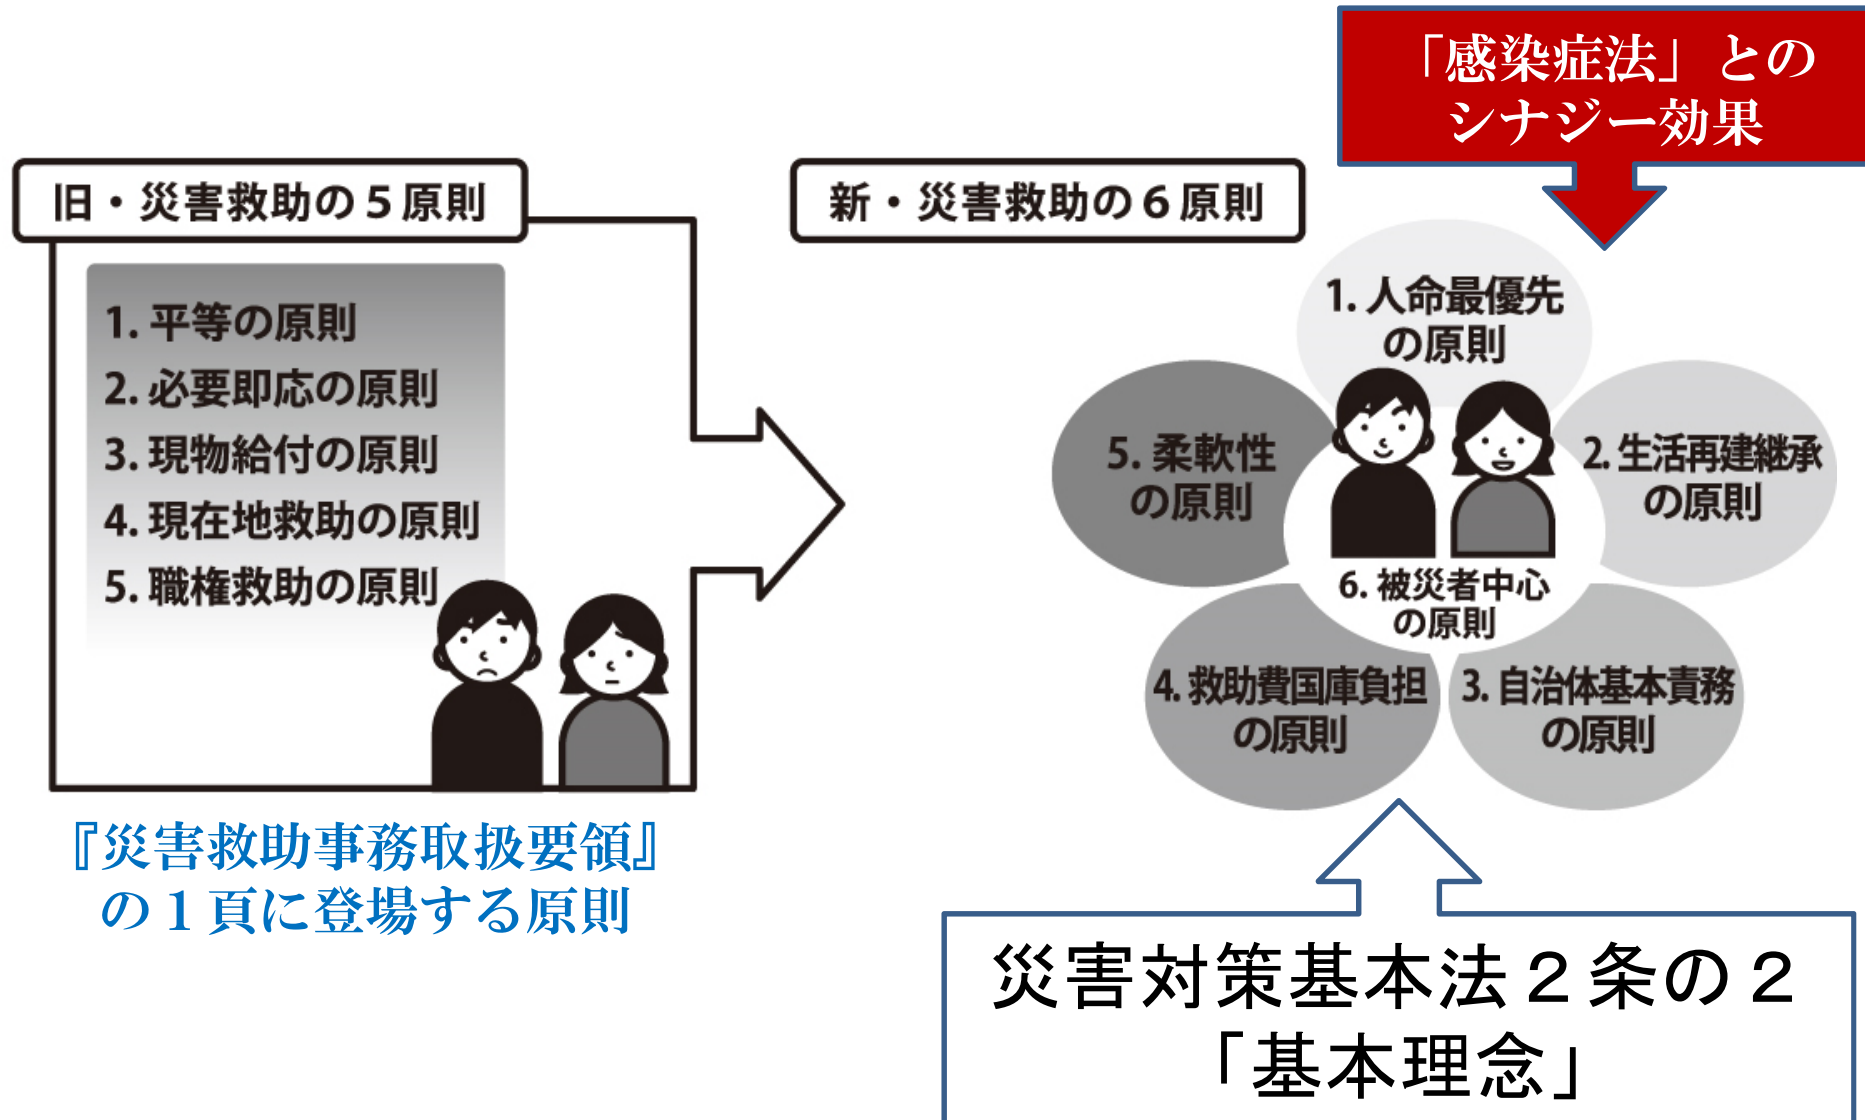 「感染症法」との
シナジー効果
旧・災害救助の5原則
1. 平等の原則
2. 必要即応の原則
3. 現物給付の原則
4. 現在地救助の原則
5. 職権救助の原則
『災害救助事務取扱要領』
の1頁に登場する原則
新・災害救助の6原則
1. 人命最優先
の原則
2. 生活再建継承
の原則
3. 自治体基本責務
の原則
4. 救助費国庫負担
の原則
5. 柔軟性
の原則
6. 被災者中心
の原則
災害対策基本法２条の２
「基本理念」